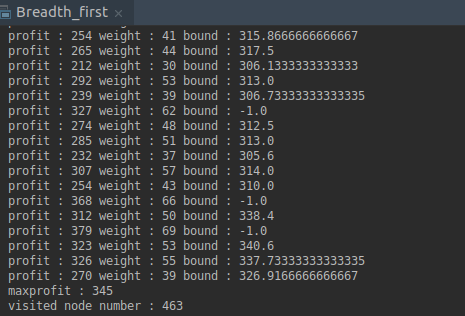 Breadth_first ×
profit : 254 weight : 41 bound : 315.8666666666667
profit : 265 weight : 44 bound : 317.5
profit : 212 weight : 30 bound : 306.1333333333333
profit : 292 weight : 53 bound : 313.0
profit : 239 weight : 39 bound : 306.73333333333335
profit : 327 weight : 62 bound : -1.0
profit : 274 weight : 48 bound : 312.5
profit : 285 weight : 51 bound : 313.0
profit : 232 weight : 37 bound : 305.6
profit : 307 weight : 57 bound : 314.0
profit : 254 weight : 43 bound : 310.0
profit : 368 weight : 66 bound : -1.0
profit : 312 weight : 50 bound : 338.4
profit : 379 weight : 69 bound : -1.0
profit : 323 weight : 53 bound : 340.6
profit : 326 weight : 55 bound : 337.73333333333335
profit : 270 weight : 39 bound : 326.9166666666667
maxprofit : 345
visited node number : 463